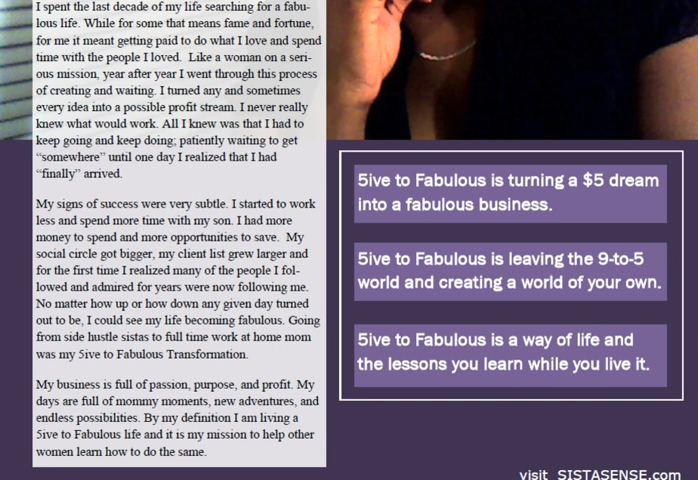 I spent the last decade of my life searching for a fabu-
lous life. While for some that means fame and fortune,
for me it meant getting paid to do what I love and spend
time with the people I loved.  Like a woman on a seri-
ous mission, year after year I went through this process
of creating and waiting. I turned any and sometimes
every idea into a possible profit stream. I never really
knew what would work. All I knew was that I had to
keep going and keep doing; patiently waiting to get
“somewhere” until one day I realized that I had
“finally” arrived.
My signs of success were very subtle. I started to work
less and spend more time with my son. I had more
money to spend and more opportunities to save.  My
social circle got bigger, my client list grew larger and
for the first time I realized many of the people I fol-
lowed and admired for years were now following me.
No matter how up or how down any given day turned
out to be, I could see my life becoming fabulous. Going
from side hustle sistas to full time work at home mom
was my 5ive to Fabulous Transformation.
My business is full of passion, purpose, and profit. My
days are full of mommy moments, new adventures, and
endless possibilities. By my definition I am living a
5ive to Fabulous life and it is my mission to help other
women learn how to do the same.
5ive to Fabulous is turning a $5 dream
into a fabulous business.
5ive to Fabulous is leaving the 9-to-5
world and creating a world of your own.
5ive to Fabulous is a way of life and
the lessons you learn while you live it.
visit  SISTASENSE.com